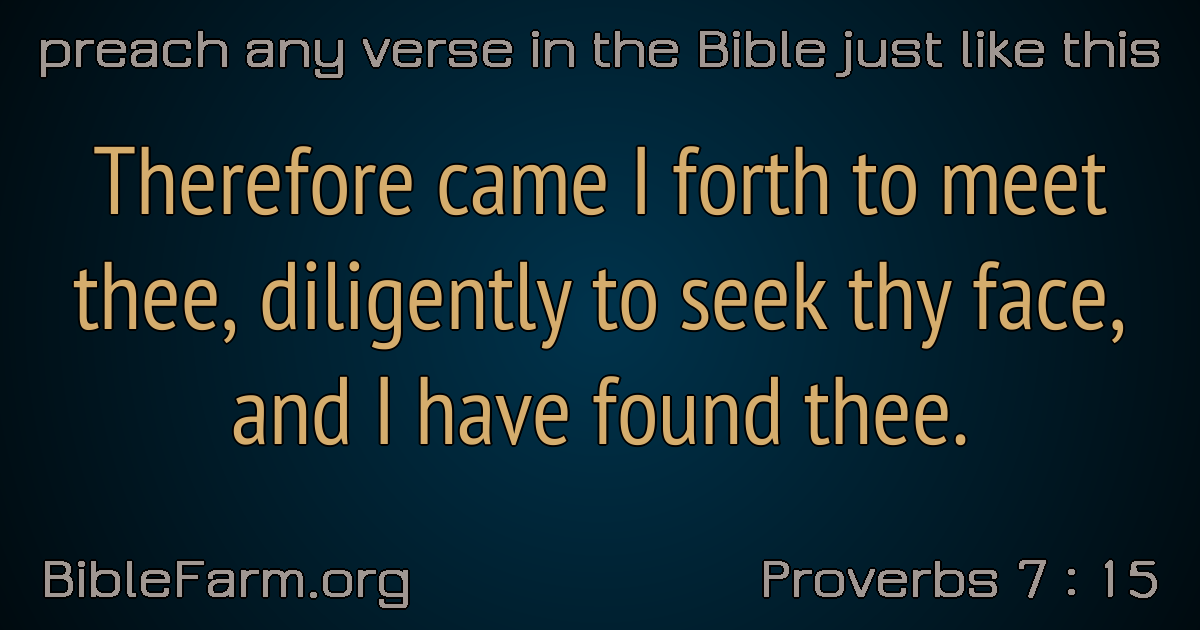 preach any verse in the Bible just like this
Therefore came I forth to meet
thee, diligently to seek thy face,
and I have found thee.
BibleFarm.org
Proverbs 7 : 15